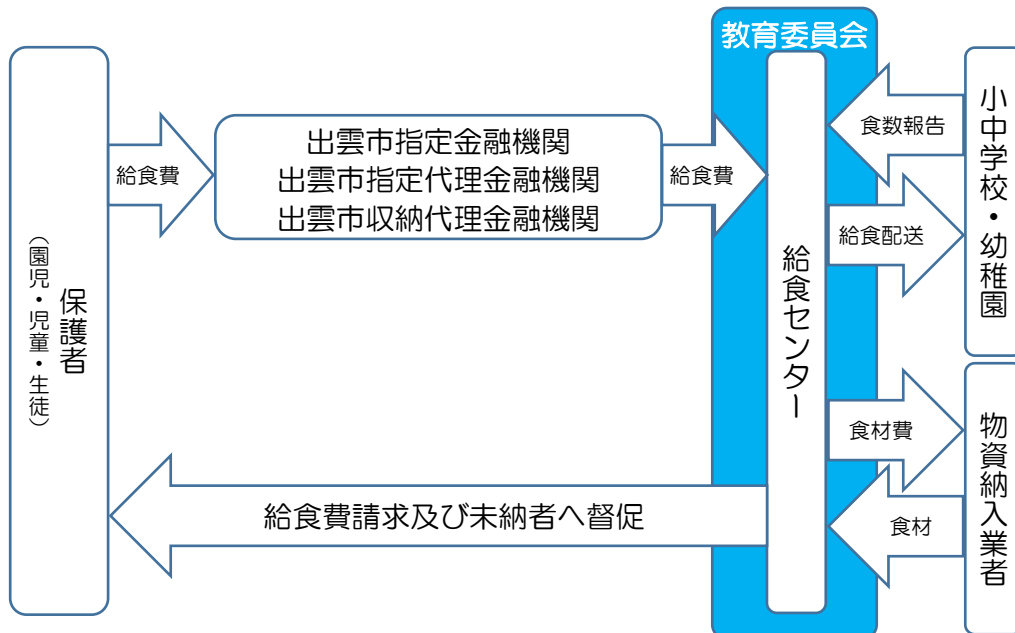 教育委員会
保護者
(園児・児童・生徒)
給食費
出雲市指定金融機関
出雲市指定代理金融機関
出雲市収納代理金融機関
給食費
給食センター
食数報告
給食配送
小中学校・幼稚園
食材費
食材
物資納入業者
給食費請求及び未納者へ督促